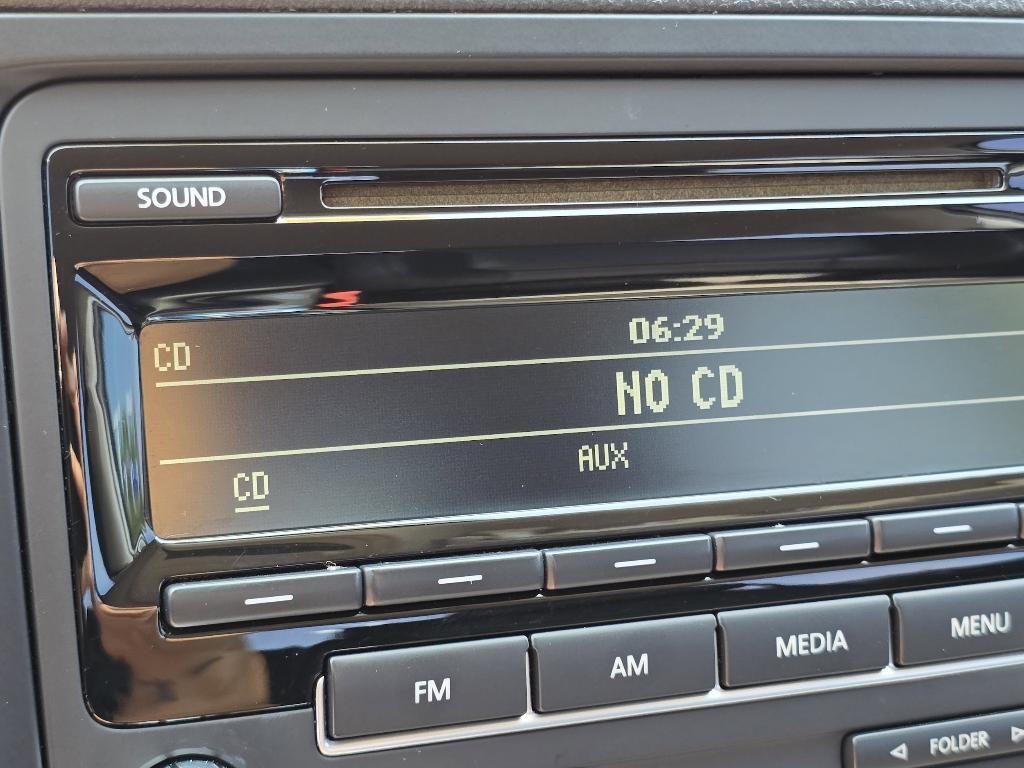 SOUND
CD 06:29
NO CD
CD AUX
FM AM MEDIA MENU
FOLDER